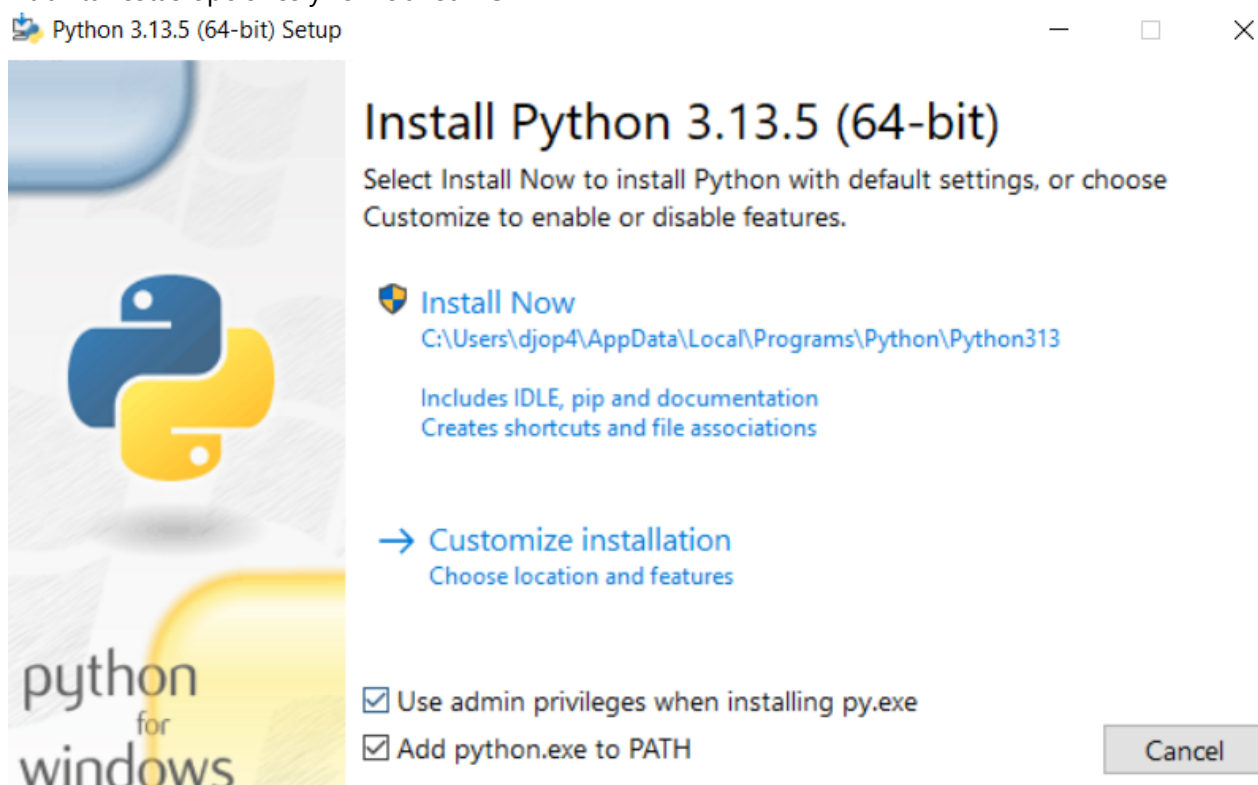 Python 3.13.5 (64-bit) Setup
Install Python 3.13.5 (64-bit)
Select Install Now to install Python with default settings, or choose
Customize to enable or disable features.
Install Now
C:\Users\djop4\AppData\Local\Programs\Python\Python313
Includes IDLE, pip and documentation
Creates shortcuts and file associations
Customize installation
Choose location and features
python
for
windows
Use admin privileges when installing py.exe
Add python.exe to PATH
Cancel